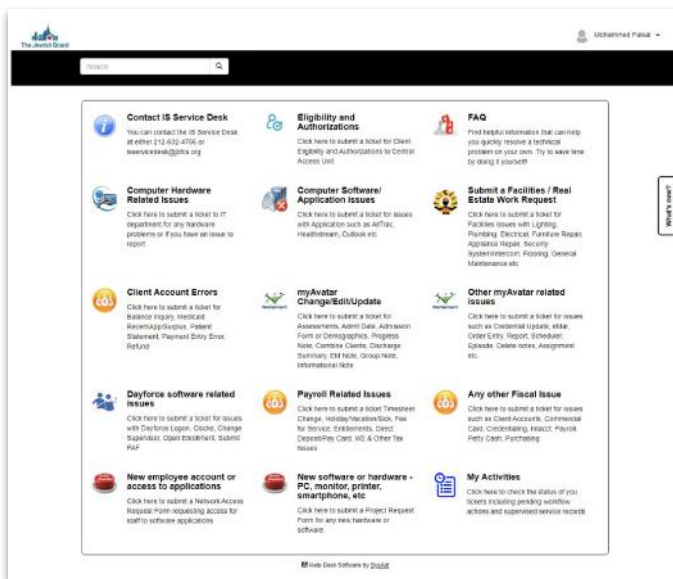 The Jewish Board
Mohammed Faisal
Search
What's new?
Contact IS Service Desk
You can contact the IS Service Desk
at either 212-632-4766 or
isservicedesk@jbfcs.org
Eligibility and
Authorizations
Click here to submit a ticket for Client
Eligibility and Authorizations to Central
Access Unit
FAQ
Find helpful information that can help
you quickly resolve a technical
problem on your own. Try to save time
by doing it yourself!
Computer Hardware
Related Issues
Click here to submit a ticket to IT
department for any hardware
problems or if you have an issue to
report
Computer Software/
Application Issues
Click here to submit a ticket for issues
with Application such as AllTrac,
Healthstream, Outlook etc.
Submit a Facilities / Real
Estate Work Request
Click here to submit a ticket for
Facilities issues with Lighting,
Plumbing, Electrical, Furniture Repair,
Appliance Repair, Security
System/Intercom, Flooring, General
Maintenance etc.
Client Account Errors
Click here to submit a ticket for
Balance Inquiry, Medicaid
Recert/App/Surplus, Patient
Statement, Payment Entry Error,
Refund
myAvatar
Change/Edit/Update
Click here to submit a ticket for
Assessments, Admit Date, Admission
Form or Demographics, Progress
Note, Combine Clients, Discharge
Summary, EM Note, Group Note,
Informational Note
Other myAvatar related
issues
Click here to submit a ticket for issues
such as Credential Update, eMar,
Order Entry, Report, Scheduler,
Episode, Delete notes, Assignment
etc.
Dayforce software related
issues
Click here to submit a ticket for issues
with Dayforce Logon, Clocks, Change
Supervisor, Open Enrollment, Submit
PAF
Payroll Related Issues
Click here to submit a ticket Timesheet
Change, Holiday/Vacation/Sick, Fee
for Service, Entitlements, Direct
Deposit/Pay Card, W2 & Other Tax
Issues
Any other Fiscal Issue
Click here to submit a ticket for issues
such as Client Accounts, Commercial
Card, Credentialing, Intacct, Payroll,
Petty Cash, Purchasing
New employee account or
access to applications
Click here to submit a Network Access
Request Form requesting access for
staff to software applications
New software or hardware -
PC, monitor, printer,
smartphone, etc
Click here to submit a Project Request
Form for any new hardware or
software.
My Activities
Click here to check the status of you
tickets including pending workflow
actions and supervised service records
Help Desk Software by SysAid